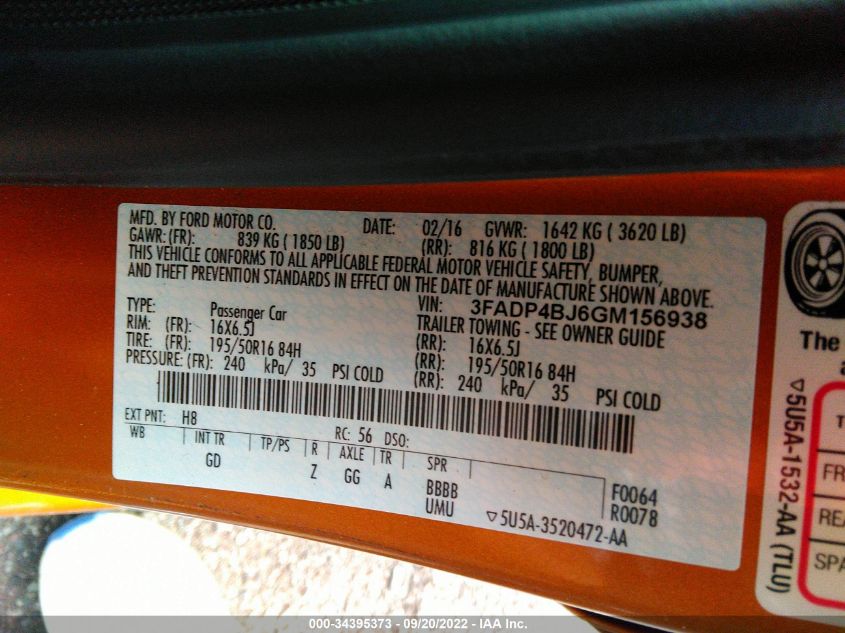 MFD. BY FORD MOTOR CO. DATE: 02/16 GVWR: 1642 KG ( 3620 LB)
GAWR: (FR): 839 KG ( 1850 LB) (RR): 816 KG ( 1800 LB)
THIS VEHICLE CONFORMS TO ALL APPLICABLE FEDERAL MOTOR VEHICLE SAFETY, BUMPER,
AND THEFT PREVENTION STANDARDS IN EFFECT ON THE DATE OF MANUFACTURE SHOWN ABOVE.
VIN: 3FADP4BJ6GM156938
TYPE: Passenger Car TRAILER TOWING - SEE OWNER GUIDE
RIM: (FR): 16X6.5J (RR): 16X6.5J
TIRE: (FR): 195/50R16 84H (RR): 195/50R16 84H
PRESSURE: (FR): 240 kPa/ 35 PSI COLD (RR): 240 kPa/ 35 PSI COLD
EXT PNT: H8 RC: 56 DSO:
WB INT TR TP/PS R AXLE TR SPR
GD Z GG A BBBB F0064
UMU R0078
▽5U5A-3520472-AA
The
▽5U5A-1532-AA (TLU)
T
FR
REA
SPA
000-34395373 - 09/20/2022 - IAA Inc.